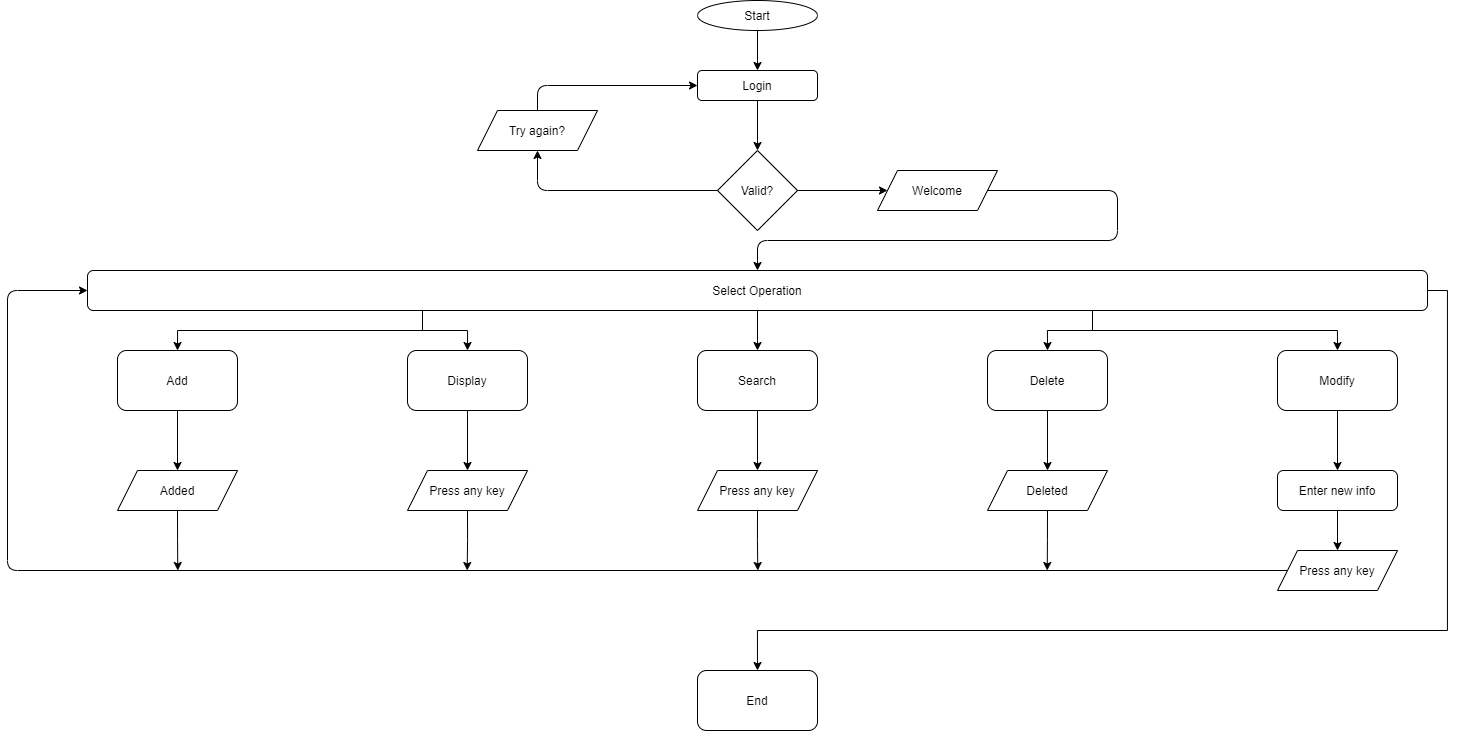 Start
Login
Try again?
Valid?
Welcome
Select Operation
Add
Display
Search
Delete
Modify
Added
Press any key
Press any key
Deleted
Enter new info
Press any key
End